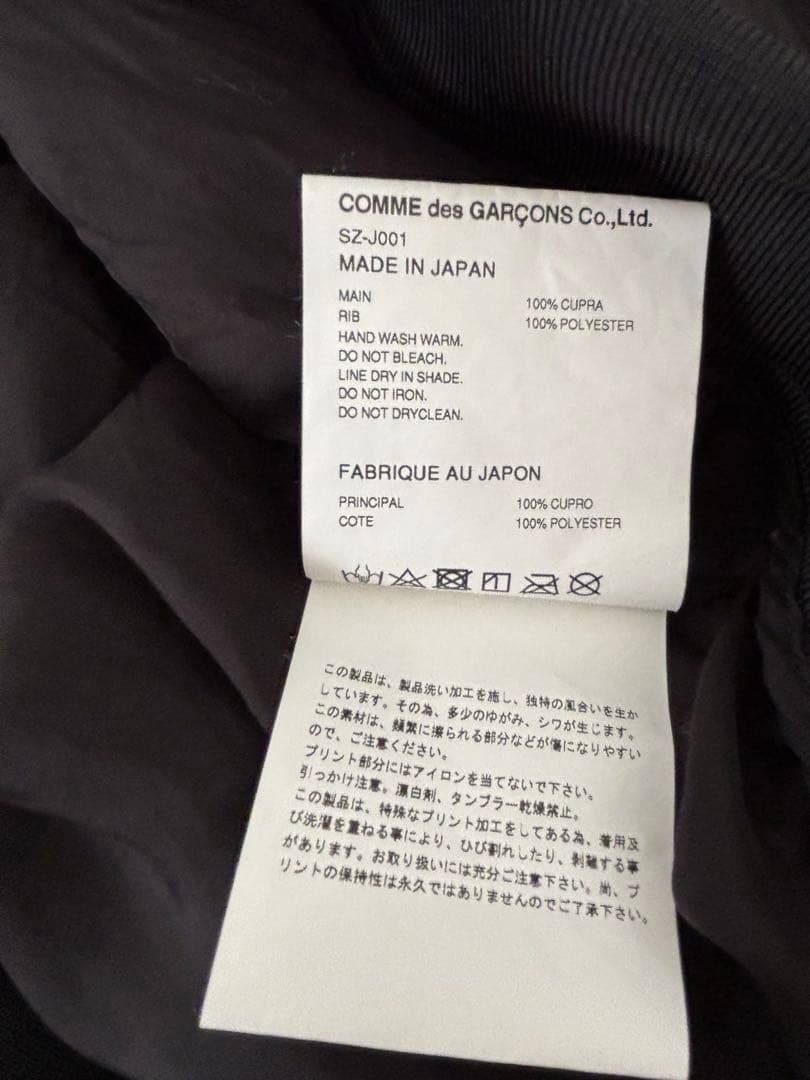 COMME des GARÇONS Co.,Ltd.
SZ-J001
MADE IN JAPAN
MAIN 100% CUPRA
RIB 100% POLYESTER
HAND WASH WARM.
DO NOT BLEACH.
LINE DRY IN SHADE.
DO NOT IRON.
DO NOT DRYCLEAN.
FABRIQUE AU JAPON
PRINCIPAL 100% CUPRO
COTE 100% POLYESTER
この製品は、製品洗い加工を施し、独特の風合いを生か
しています。その為、多少のゆがみ、シワが生じます。
この素材は、頻繁に擦られる部分などが傷になりやすい
ので、ご注意ください。
プリント部分にはアイロンを当てないで下さい。
引っかけ注意。漂白剤、タンブラー乾燥禁止。
この製品は、特殊なプリント加工をしてある為、着用及
び洗濯を重ねる事により、ひび割れしたり、剥離する事
があります。お取り扱いには充分ご注意下さい。尚、プ
リントの保持性は永久ではありませんのでご了承下さい。